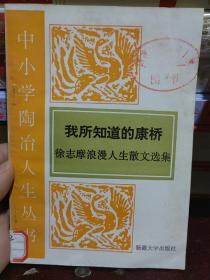 中小学陶冶人生丛书
我所知道的康桥
徐志摩浪漫人生散文选集
新疆大学出版社